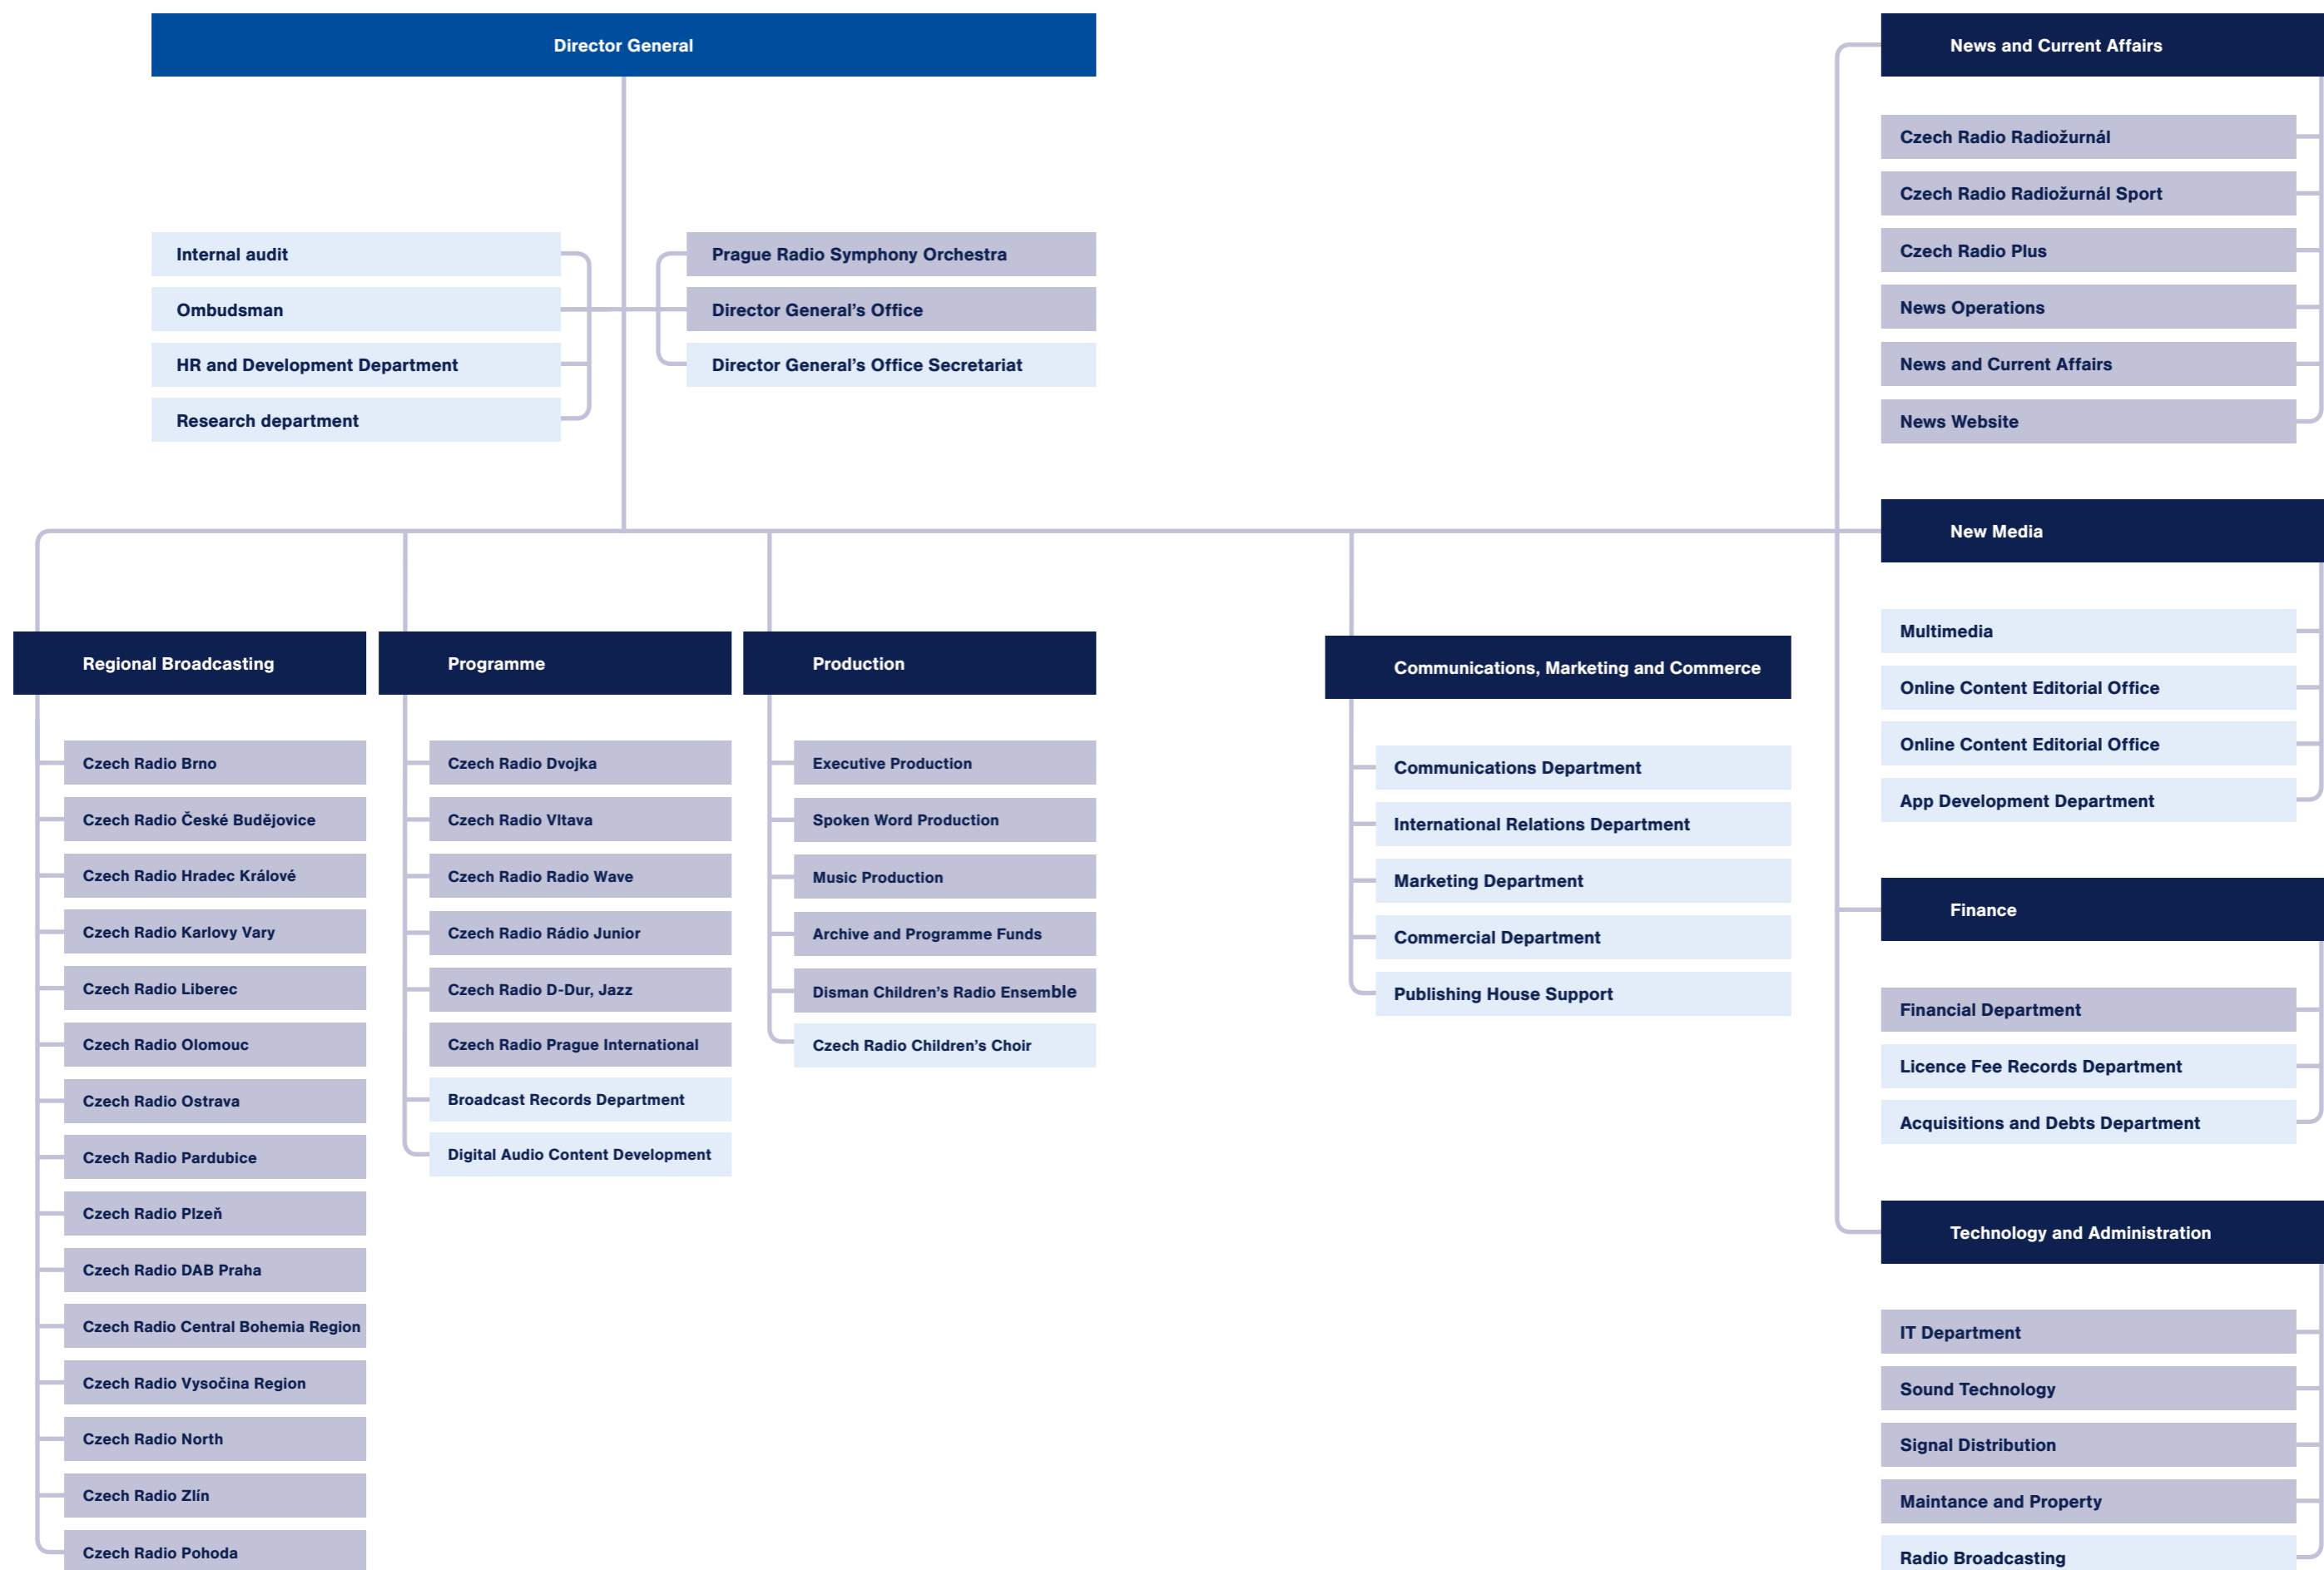 Director General
Internal audit
Ombudsman
HR and Development Department
Research department
Prague Radio Symphony Orchestra
Director General’s Office
Director General’s Office Secretariat
Regional Broadcasting
Czech Radio Brno
Czech Radio České Budějovice
Czech Radio Hradec Králové
Czech Radio Karlovy Vary
Czech Radio Liberec
Czech Radio Olomouc
Czech Radio Ostrava
Czech Radio Pardubice
Czech Radio Plzeň
Czech Radio DAB Praha
Czech Radio Central Bohemia Region
Czech Radio Vysočina Region
Czech Radio North
Czech Radio Zlín
Czech Radio Pohoda
Programme
Czech Radio Dvojka
Czech Radio Vltava
Czech Radio Radio Wave
Czech Radio Rádio Junior
Czech Radio D-Dur, Jazz
Czech Radio Prague International
Broadcast Records Department
Digital Audio Content Development
Production
Executive Production
Spoken Word Production
Music Production
Archive and Programme Funds
Disman Children’s Radio Ensemble
Czech Radio Children’s Choir
Communications, Marketing and Commerce
Communications Department
International Relations Department
Marketing Department
Commercial Department
Publishing House Support
News and Current Affairs
Czech Radio Radiožurnál
Czech Radio Radiožurnál Sport
Czech Radio Plus
News Operations
News and Current Affairs
News Website
New Media
Multimedia
Online Content Editorial Office
Online Content Editorial Office
App Development Department
Finance
Financial Department
Licence Fee Records Department
Acquisitions and Debts Department
Technology and Administration
IT Department
Sound Technology
Signal Distribution
Maintance and Property
Radio Broadcasting